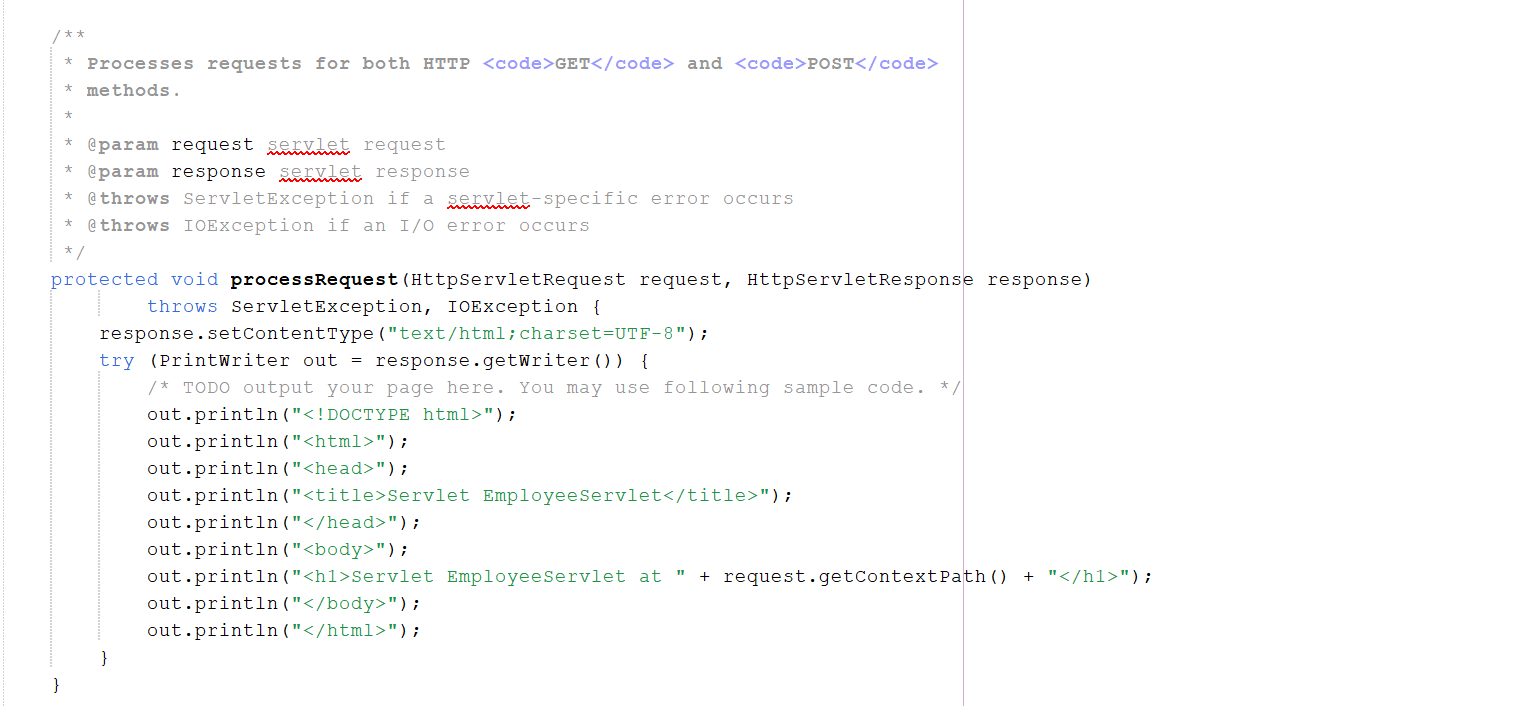 /**
 * Processes requests for both HTTP <code>GET</code> and <code>POST</code>
 * methods.
 *
 * @param request servlet request
 * @param response servlet response
 * @throws ServletException if a servlet-specific error occurs
 * @throws IOException if an I/O error occurs
 */
protected void processRequest(HttpServletRequest request, HttpServletResponse response)
        throws ServletException, IOException {
    response.setContentType("text/html;charset=UTF-8");
    try (PrintWriter out = response.getWriter()) {
        /* TODO output your page here. You may use following sample code. */
        out.println("<!DOCTYPE html>");
        out.println("<html>");
        out.println("<head>");
        out.println("<title>Servlet EmployeeServlet</title>");
        out.println("</head>");
        out.println("<body>");
        out.println("<h1>Servlet EmployeeServlet at " + request.getContextPath() + "</h1>");
        out.println("</body>");
        out.println("</html>");
    }
}